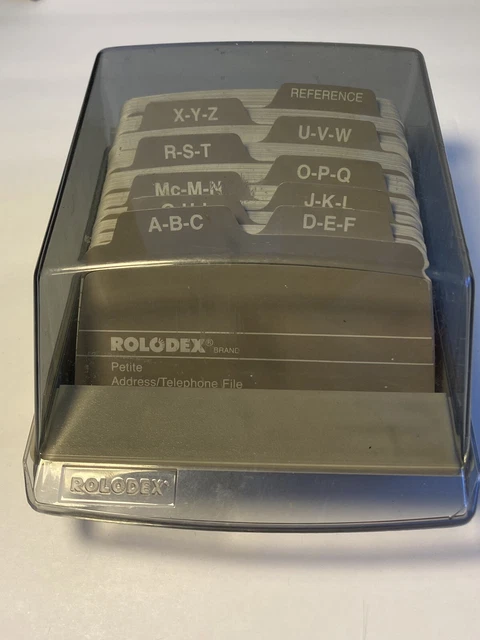 REFERENCE
X-Y-Z
U-V-W
R-S-T
O-P-Q
Mc-M-N
J-K-L
G-H-I
A-B-C
D-E-F
ROLODEX® BRAND
Petite
Address/Telephone File
ROLODEX®